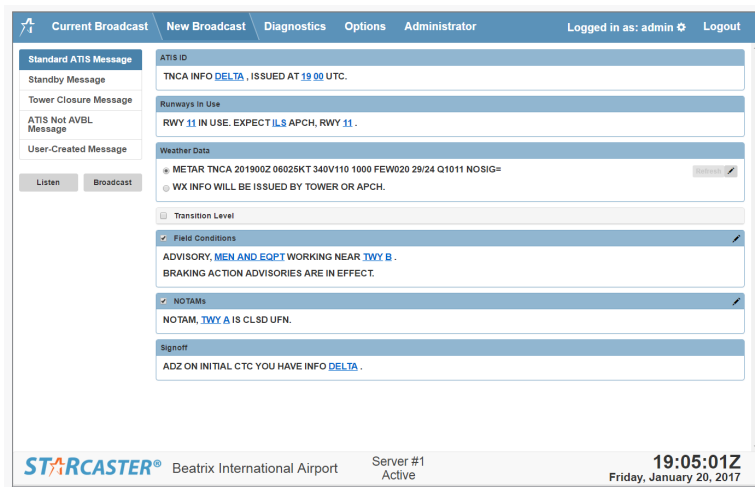 Current Broadcast New Broadcast Diagnostics Options Administrator Logged in as: admin Logout
Standard ATIS Message
Standby Message
Tower Closure Message
ATIS Not AVBL
Message
User-Created Message
Listen Broadcast
ATIS ID
TNCA INFO DELTA , ISSUED AT 19 00 UTC.
Runways In Use
RWY 11 IN USE. EXPECT ILS APCH, RWY 11 .
Weather Data
METAR TNCA 201900Z 06025KT 340V110 1000 FEW020 29/24 Q1011 NOSIG=
Refresh
WX INFO WILL BE ISSUED BY TOWER OR APCH.
Transition Level
Field Conditions
ADVISORY, MEN AND EQPT WORKING NEAR TWY B .
BRAKING ACTION ADVISORIES ARE IN EFFECT.
NOTAMs
NOTAM, TWY A IS CLSD UFN.
Signoff
ADZ ON INITIAL CTC YOU HAVE INFO DELTA .
STARCASTER® Beatrix International Airport
Server #1
Active
19:05:01Z
Friday, January 20, 2017